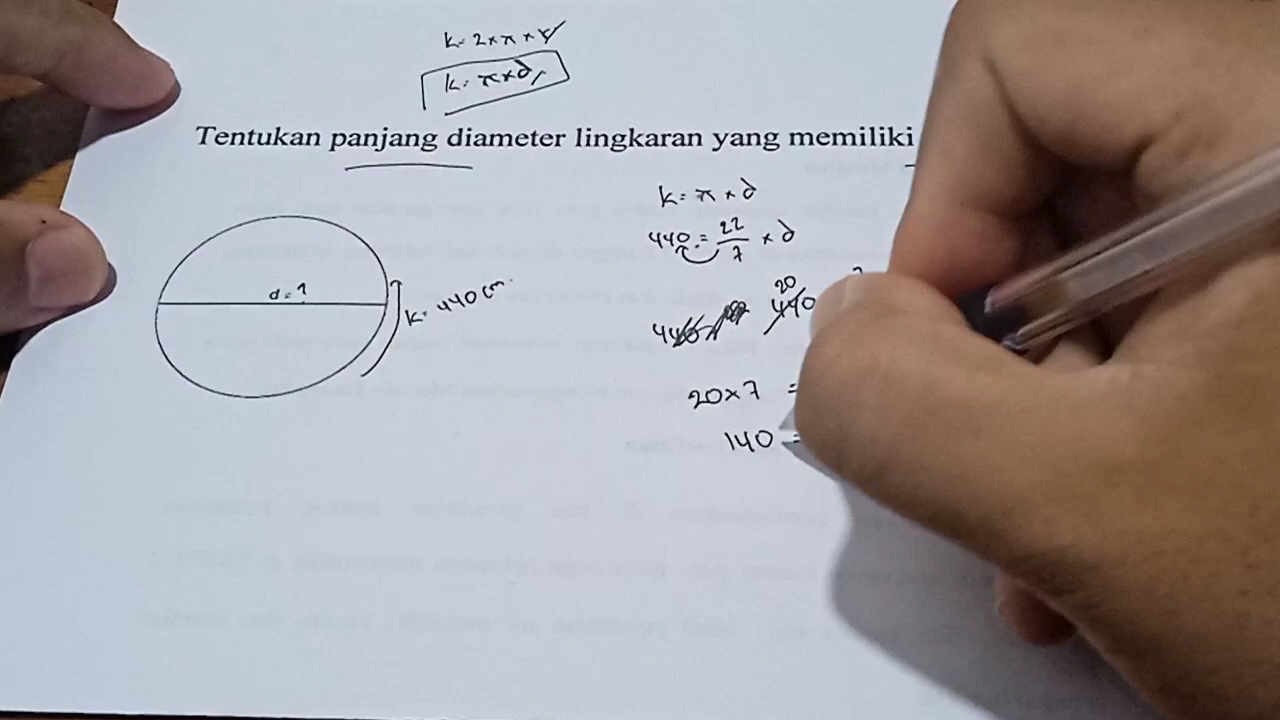 k = 2 × π × r
k = π × d
Tentukan panjang diameter lingkaran yang memiliki
k = π × d
440 = 22/7 × d
d = ?
k = 440 cm
20
440
20 × 7 =
140 =